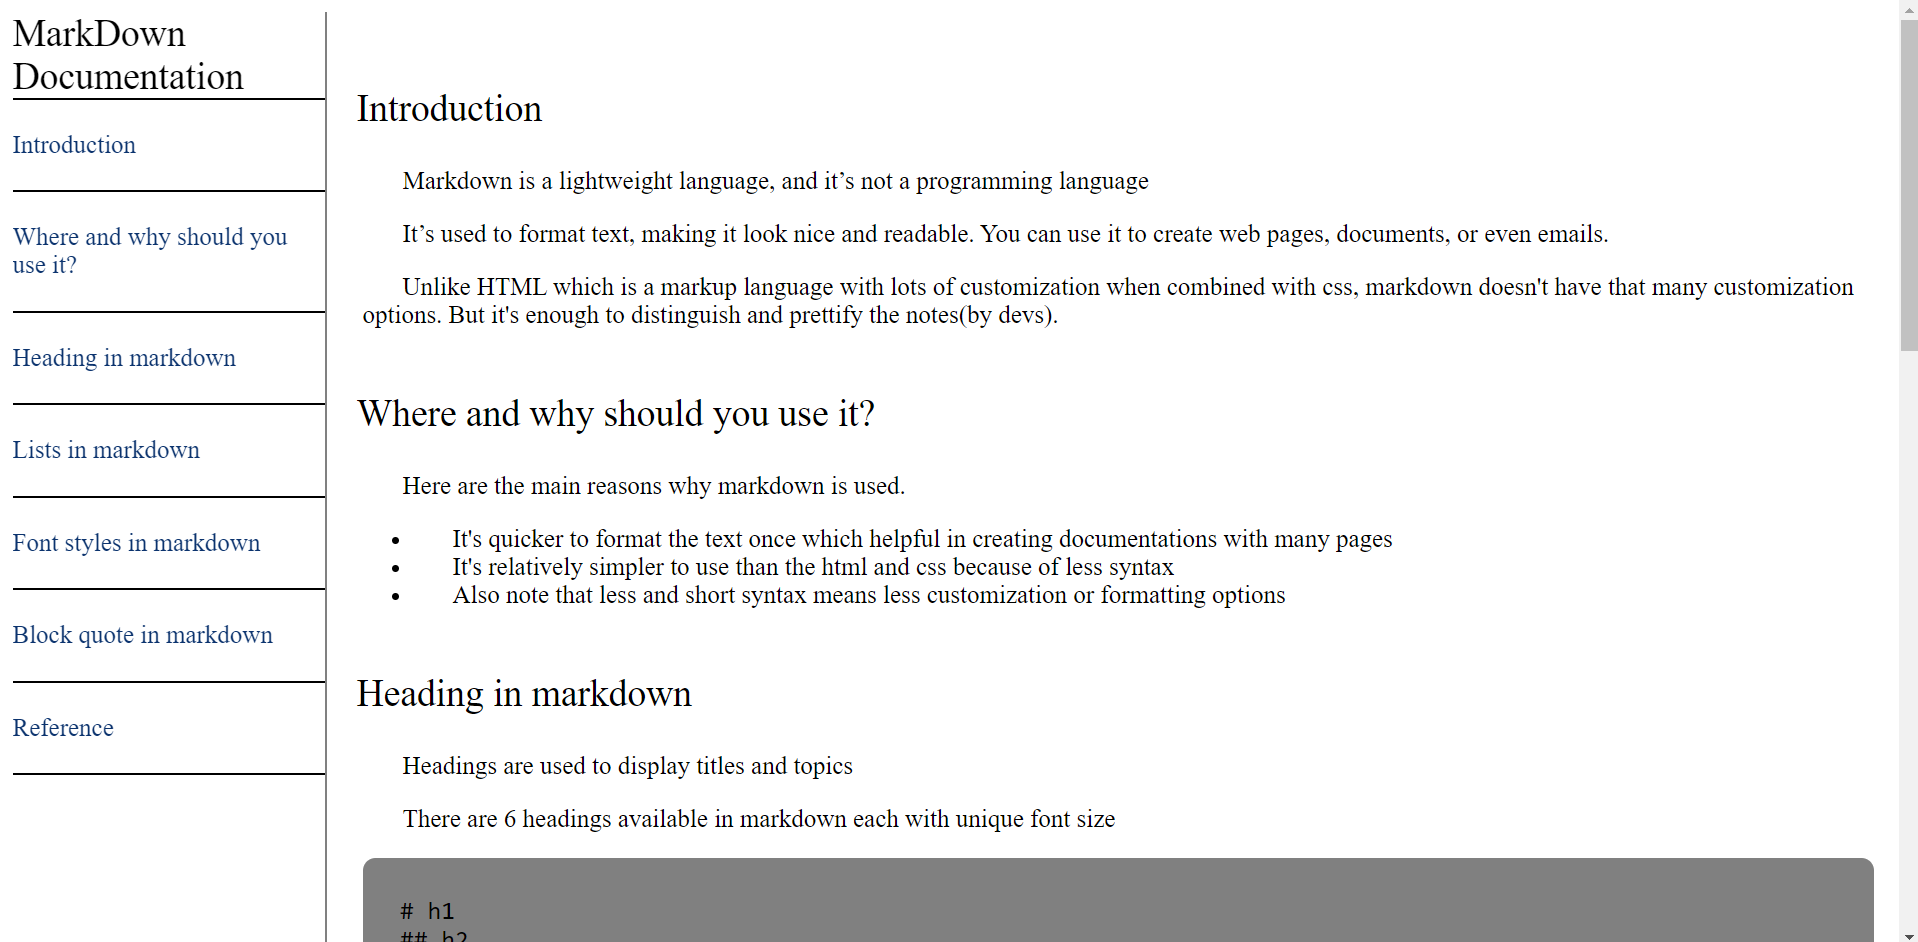 MarkDown
Documentation
Introduction
Where and why should you
use it?
Heading in markdown
Lists in markdown
Font styles in markdown
Block quote in markdown
Reference
Introduction
Markdown is a lightweight language, and it’s not a programming language
It’s used to format text, making it look nice and readable. You can use it to create web pages, documents, or even emails.
Unlike HTML which is a markup language with lots of customization when combined with css, markdown doesn't have that many customization
options. But it's enough to distinguish and prettify the notes(by devs).
Where and why should you use it?
Here are the main reasons why markdown is used.
• It's quicker to format the text once which helpful in creating documentations with many pages
• It's relatively simpler to use than the html and css because of less syntax
• Also note that less and short syntax means less customization or formatting options
Heading in markdown
Headings are used to display titles and topics
There are 6 headings available in markdown each with unique font size
# h1
## h2